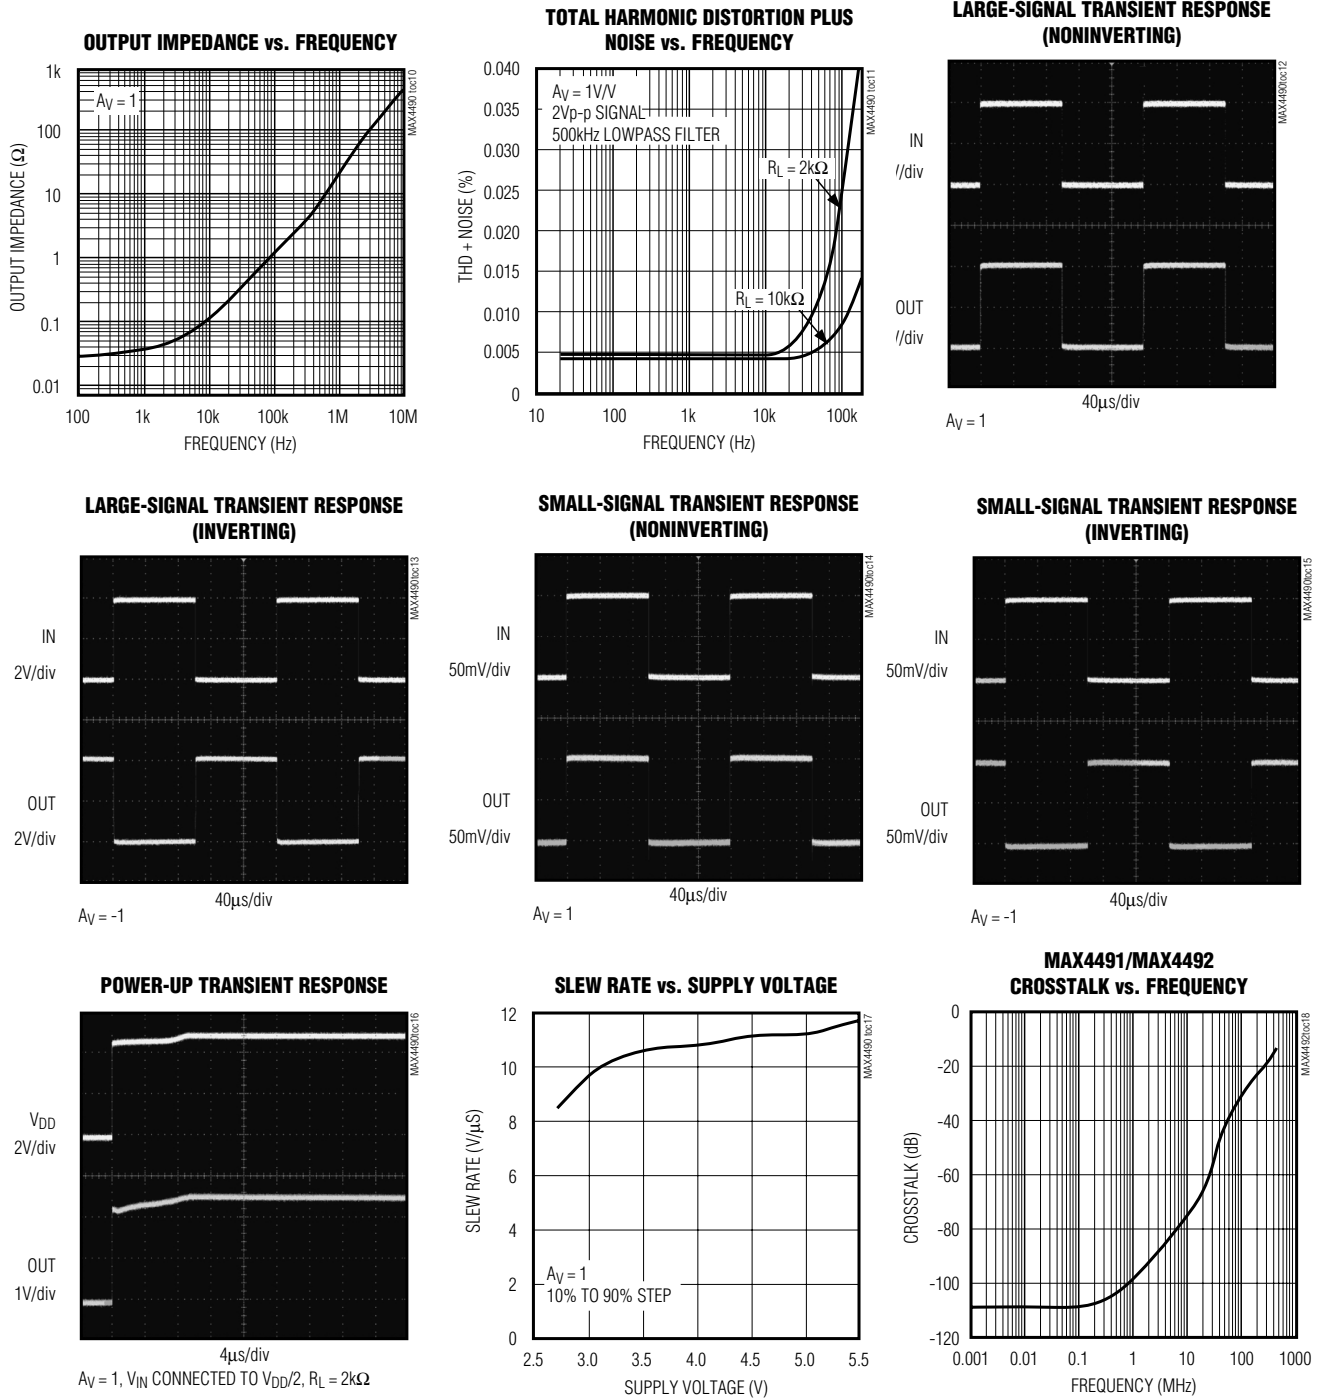 OUTPUT IMPEDANCE vs. FREQUENCY
MAX4490 toc10
AV = 1
OUTPUT IMPEDANCE (Ω)
1k
100
10
1
0.1
0.01
100
1k
10k
100k
1M
10M
FREQUENCY (Hz)
TOTAL HARMONIC DISTORTION PLUS
NOISE vs. FREQUENCY
MAX4490 toc11
AV = 1V/V
2Vp-p SIGNAL
500kHz LOWPASS FILTER
RL = 2kΩ
RL = 10kΩ
THD + NOISE (%)
0.040
0.035
0.030
0.025
0.020
0.015
0.010
0.005
0
10
100
1k
10k
100k
FREQUENCY (Hz)
LARGE-SIGNAL TRANSIENT RESPONSE
(NONINVERTING)
MAX4490toc12
IN
/div
OUT
/div
40µs/div
AV = 1
LARGE-SIGNAL TRANSIENT RESPONSE
(INVERTING)
MAX4490toc13
IN
2V/div
OUT
2V/div
40µs/div
AV = -1
SMALL-SIGNAL TRANSIENT RESPONSE
(NONINVERTING)
MAX4490toc14
IN
50mV/div
OUT
50mV/div
40µs/div
AV = 1
SMALL-SIGNAL TRANSIENT RESPONSE
(INVERTING)
MAX4490toc15
IN
50mV/div
OUT
50mV/div
40µs/div
AV = -1
POWER-UP TRANSIENT RESPONSE
MAX4490toc16
VDD
2V/div
OUT
1V/div
4µs/div
AV = 1, VIN CONNECTED TO VDD/2, RL = 2kΩ
SLEW RATE vs. SUPPLY VOLTAGE
MAX4490 toc17
AV = 1
10% TO 90% STEP
SLEW RATE (V/µS)
12
10
8
6
4
2
0
2.5
3.0
3.5
4.0
4.5
5.0
5.5
SUPPLY VOLTAGE (V)
MAX4491/MAX4492
CROSSTALK vs. FREQUENCY
MAX4492toc18
CROSSTALK (dB)
0
-20
-40
-60
-80
-100
-120
0.001
0.01
0.1
1
10
100
1000
FREQUENCY (MHz)